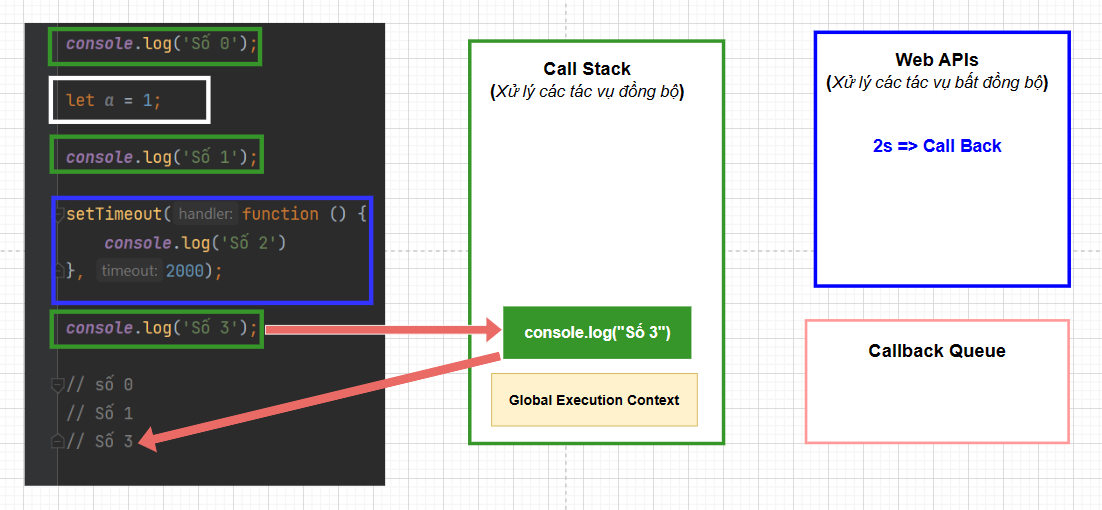 console.log('Số 0');
let a = 1;
console.log('Số 1');
setTimeout( handler: function () {
console.log('Số 2')
}, timeout: 2000);
console.log('Số 3');
// số 0
// Số 1
// Số 3
Call Stack
(Xử lý các tác vụ đồng bộ)
console.log("Số 3")
Global Execution Context
Web APIs
(Xử lý các tác vụ bất đồng bộ)
2s => Call Back
Callback Queue